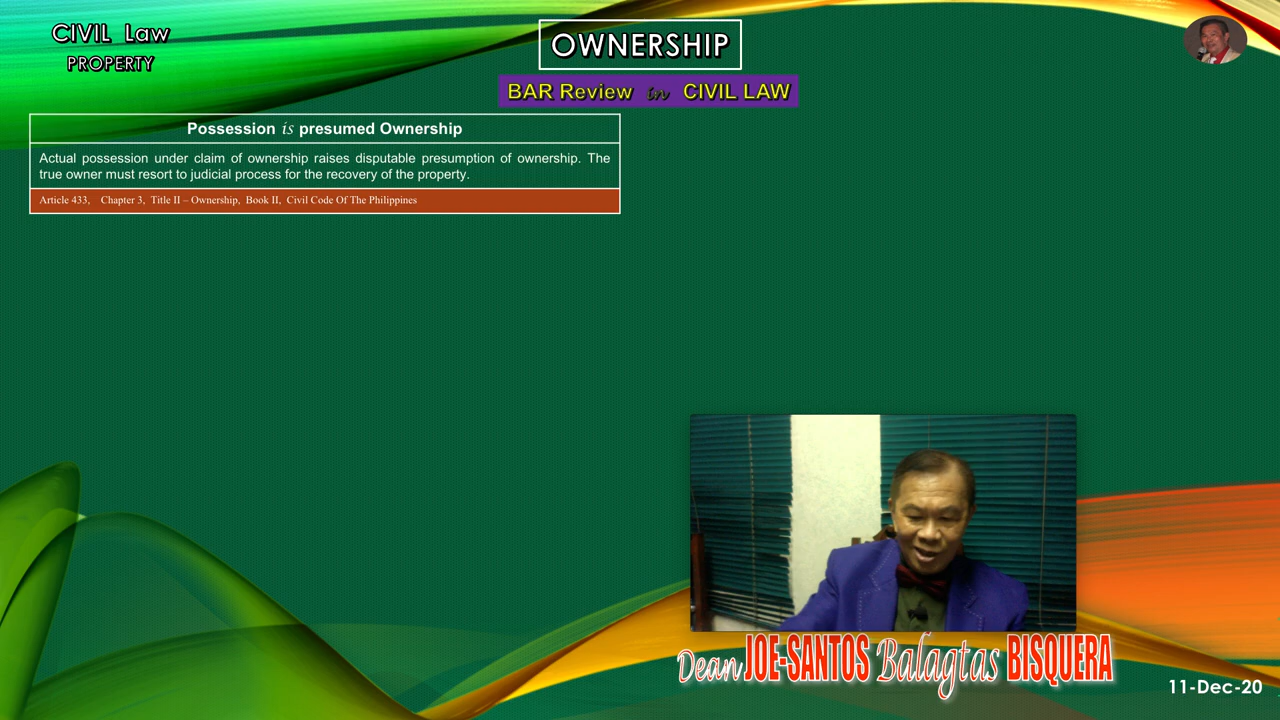 CIVIL Law
PROPERTY
OWNERSHIP
BAR Review in CIVIL LAW
Possession is presumed Ownership
Actual possession under claim of ownership raises disputable presumption of ownership. The
true owner must resort to judicial process for the recovery of the property.
Article 433, Chapter 3, Title II – Ownership, Book II, Civil Code Of The Philippines
Dean JOE-SANTOS Balagtas BISQUERA
11-Dec-20